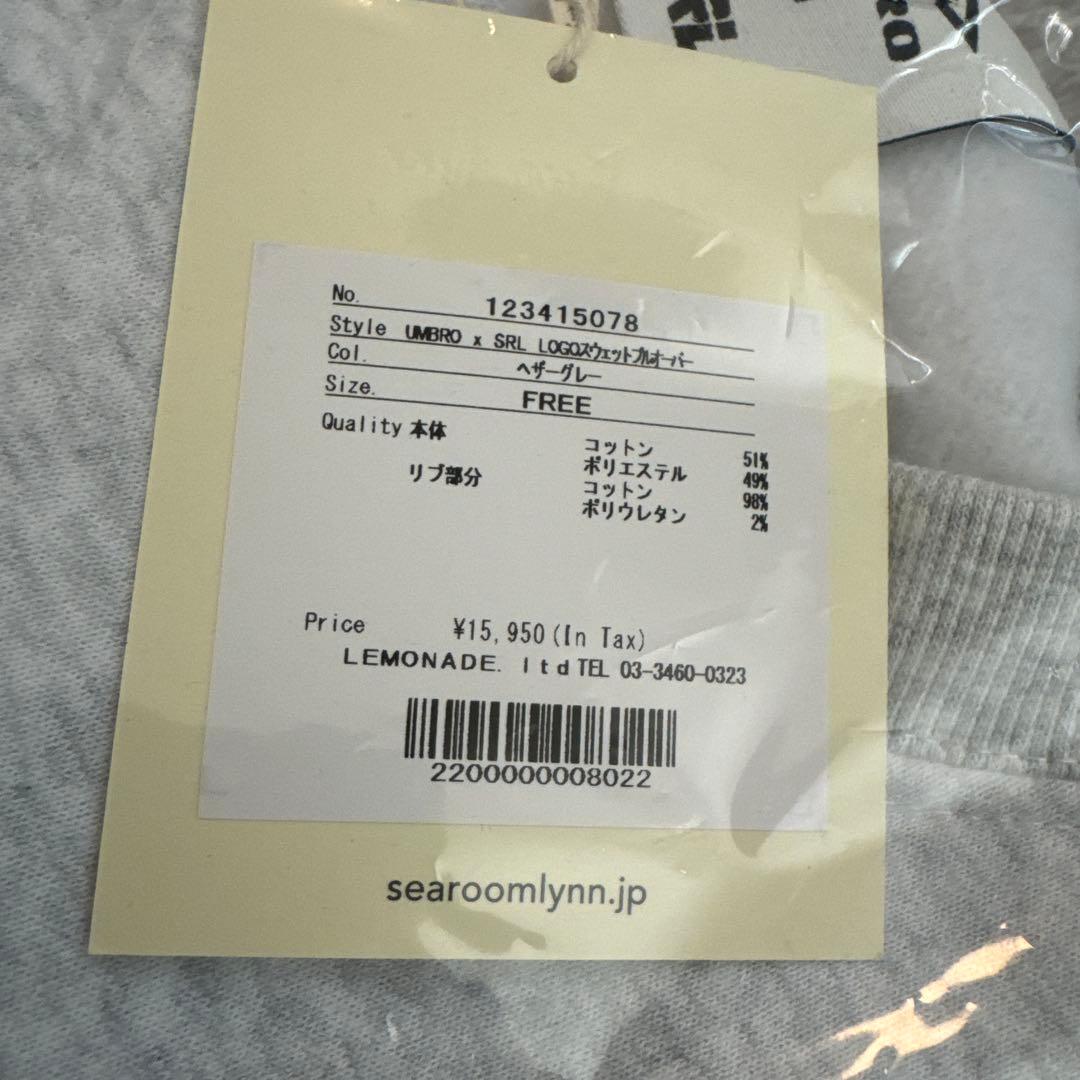 RL
RO
No. 123415078
Style UMBRO x SRL LOGOスウェットプルオーバー
Col. ヘザーグレー
Size. FREE
Quality 本体 コットン 51%
ポリエステル 49%
リブ部分 コットン 98%
ポリウレタン 2%
Price ¥15,950(In Tax)
LEMONADE. ltd TEL 03-3460-0323
2200000008022
searoomlynn.jp